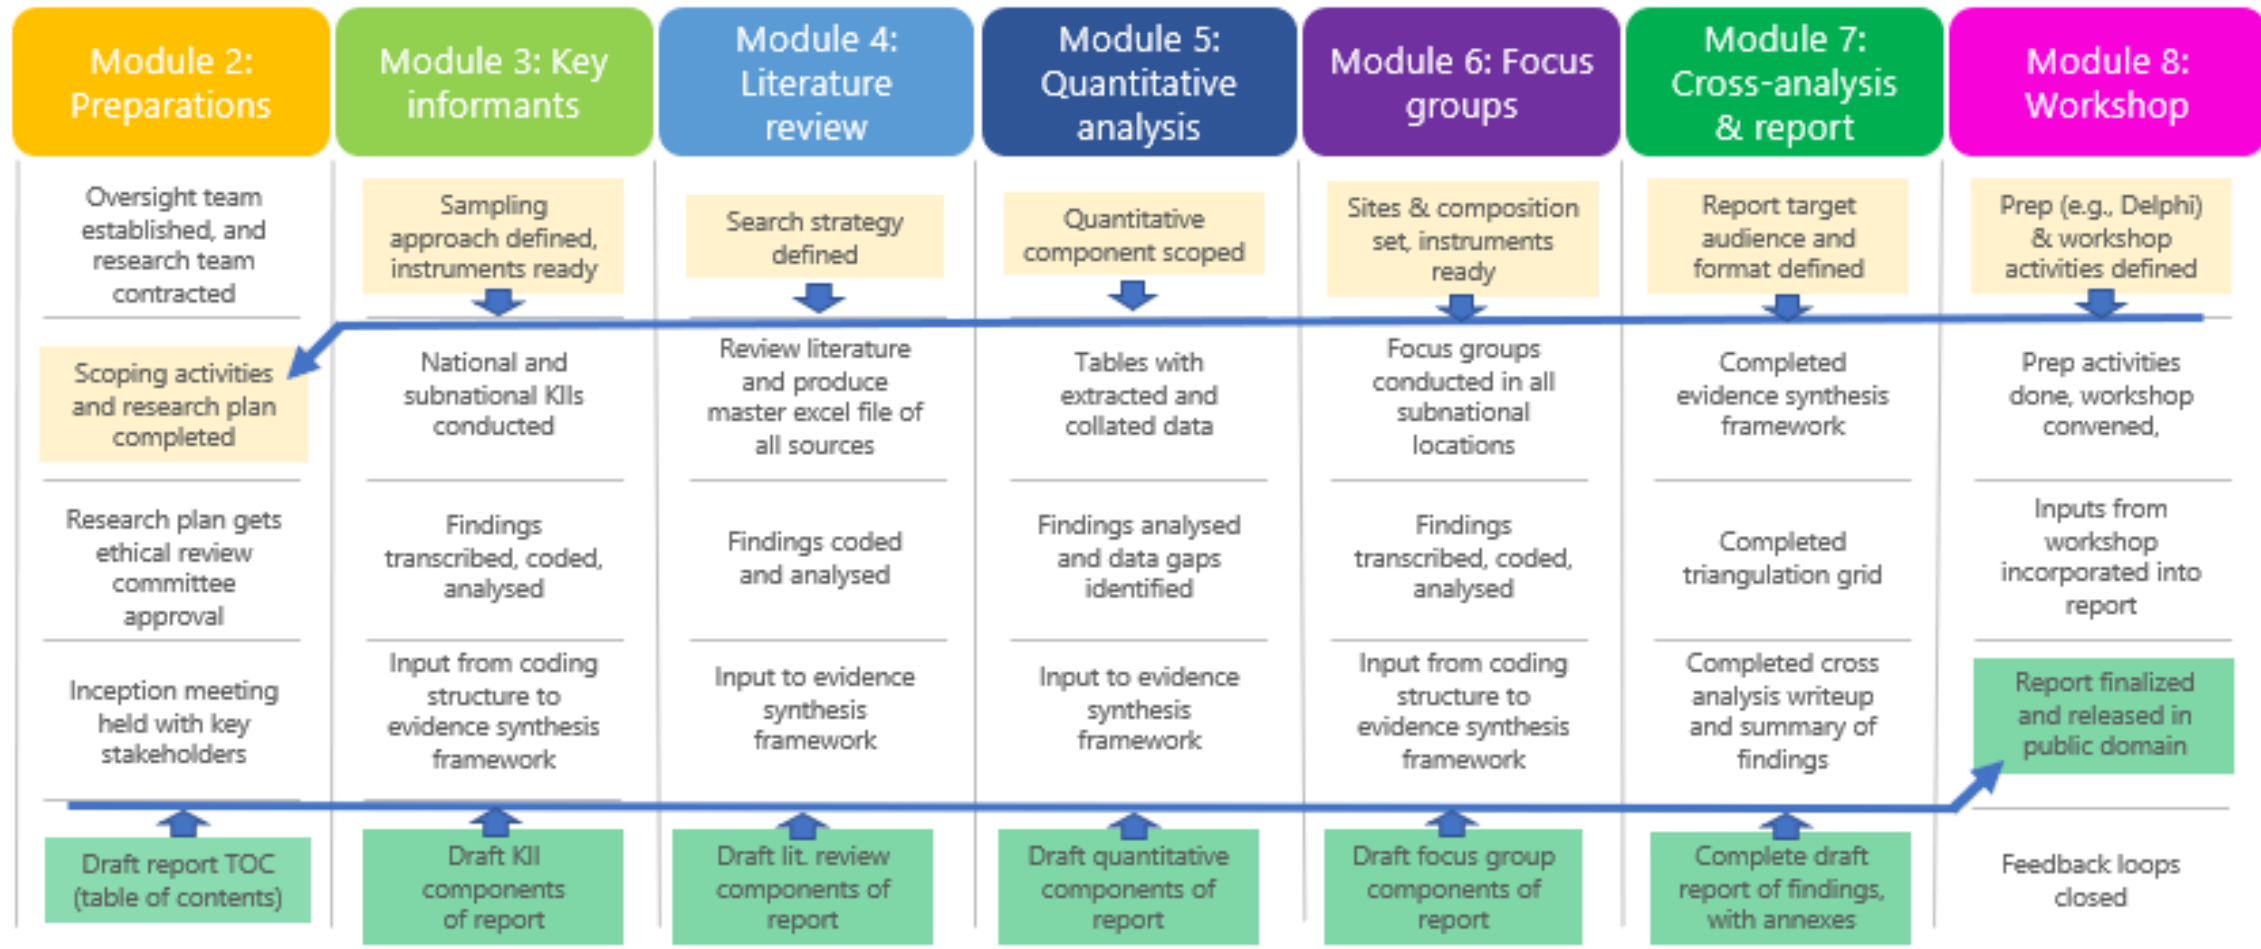 Module 2:
Preparations
Module 3: Key
informants
Module 4:
Literature
review
Module 5:
Quantitative
analysis
Module 6: Focus
groups
Module 7:
Cross-analysis
& report
Module 8:
Workshop
Oversight team
established, and
research team
contracted
Sampling
approach defined,
instruments ready
Search strategy
defined
Quantitative
component scoped
Sites & composition
set, instruments
ready
Report target
audience and
format defined
Prep (e.g., Delphi)
& workshop
activities defined
Scoping activities
and research plan
completed
National and
subnational KIIs
conducted
Review literature
and produce
master excel file of
all sources
Tables with
extracted and
collated data
Focus groups
conducted in all
subnational
locations
Completed
evidence synthesis
framework
Prep activities
done, workshop
convened,
Research plan gets
ethical review
committee
approval
Findings
transcribed, coded,
analysed
Findings coded
and analysed
Findings analysed
and data gaps
identified
Findings
transcribed, coded,
analysed
Completed
triangulation grid
Inputs from
workshop
incorporated into
report
Inception meeting
held with key
stakeholders
Input from coding
structure to
evidence synthesis
framework
Input to evidence
synthesis
framework
Input to evidence
synthesis
framework
Input from coding
structure to
evidence synthesis
framework
Completed cross
analysis writeup
and summary of
findings
Report finalized
and released in
public domain
Draft report TOC
(table of contents)
Draft KII
components
of report
Draft lit. review
components of
report
Draft quantitative
components of
report
Draft focus group
components of
report
Complete draft
report of findings,
with annexes
Feedback loops
closed